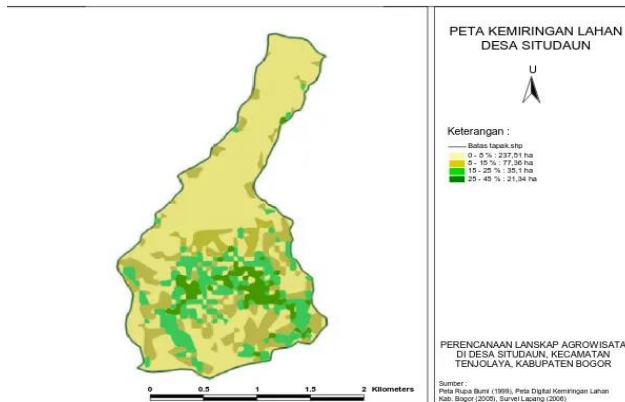 PETA KEMIRINGAN LAHAN
DESA SITUDAUN
U
Keterangan :
Batas tapak.shp
0 - 5 % : 237,51 ha
5 - 15 % : 77,36 ha
15 - 25 % : 35,1 ha
25 - 45 % : 21,34 ha
PERENCANAAN LANSKAP AGROWISATA
DI DESA SITUDAUN, KECAMATAN
TENJOLAYA, KABUPATEN BOGOR
Sumber :
Peta Rupa Bumi (1999), Peta Digital Kemiringan Lahan
Kab. Bogor (2005), Survei Lapang (2006)
0 0.5 1 1.5 2 Kilometers